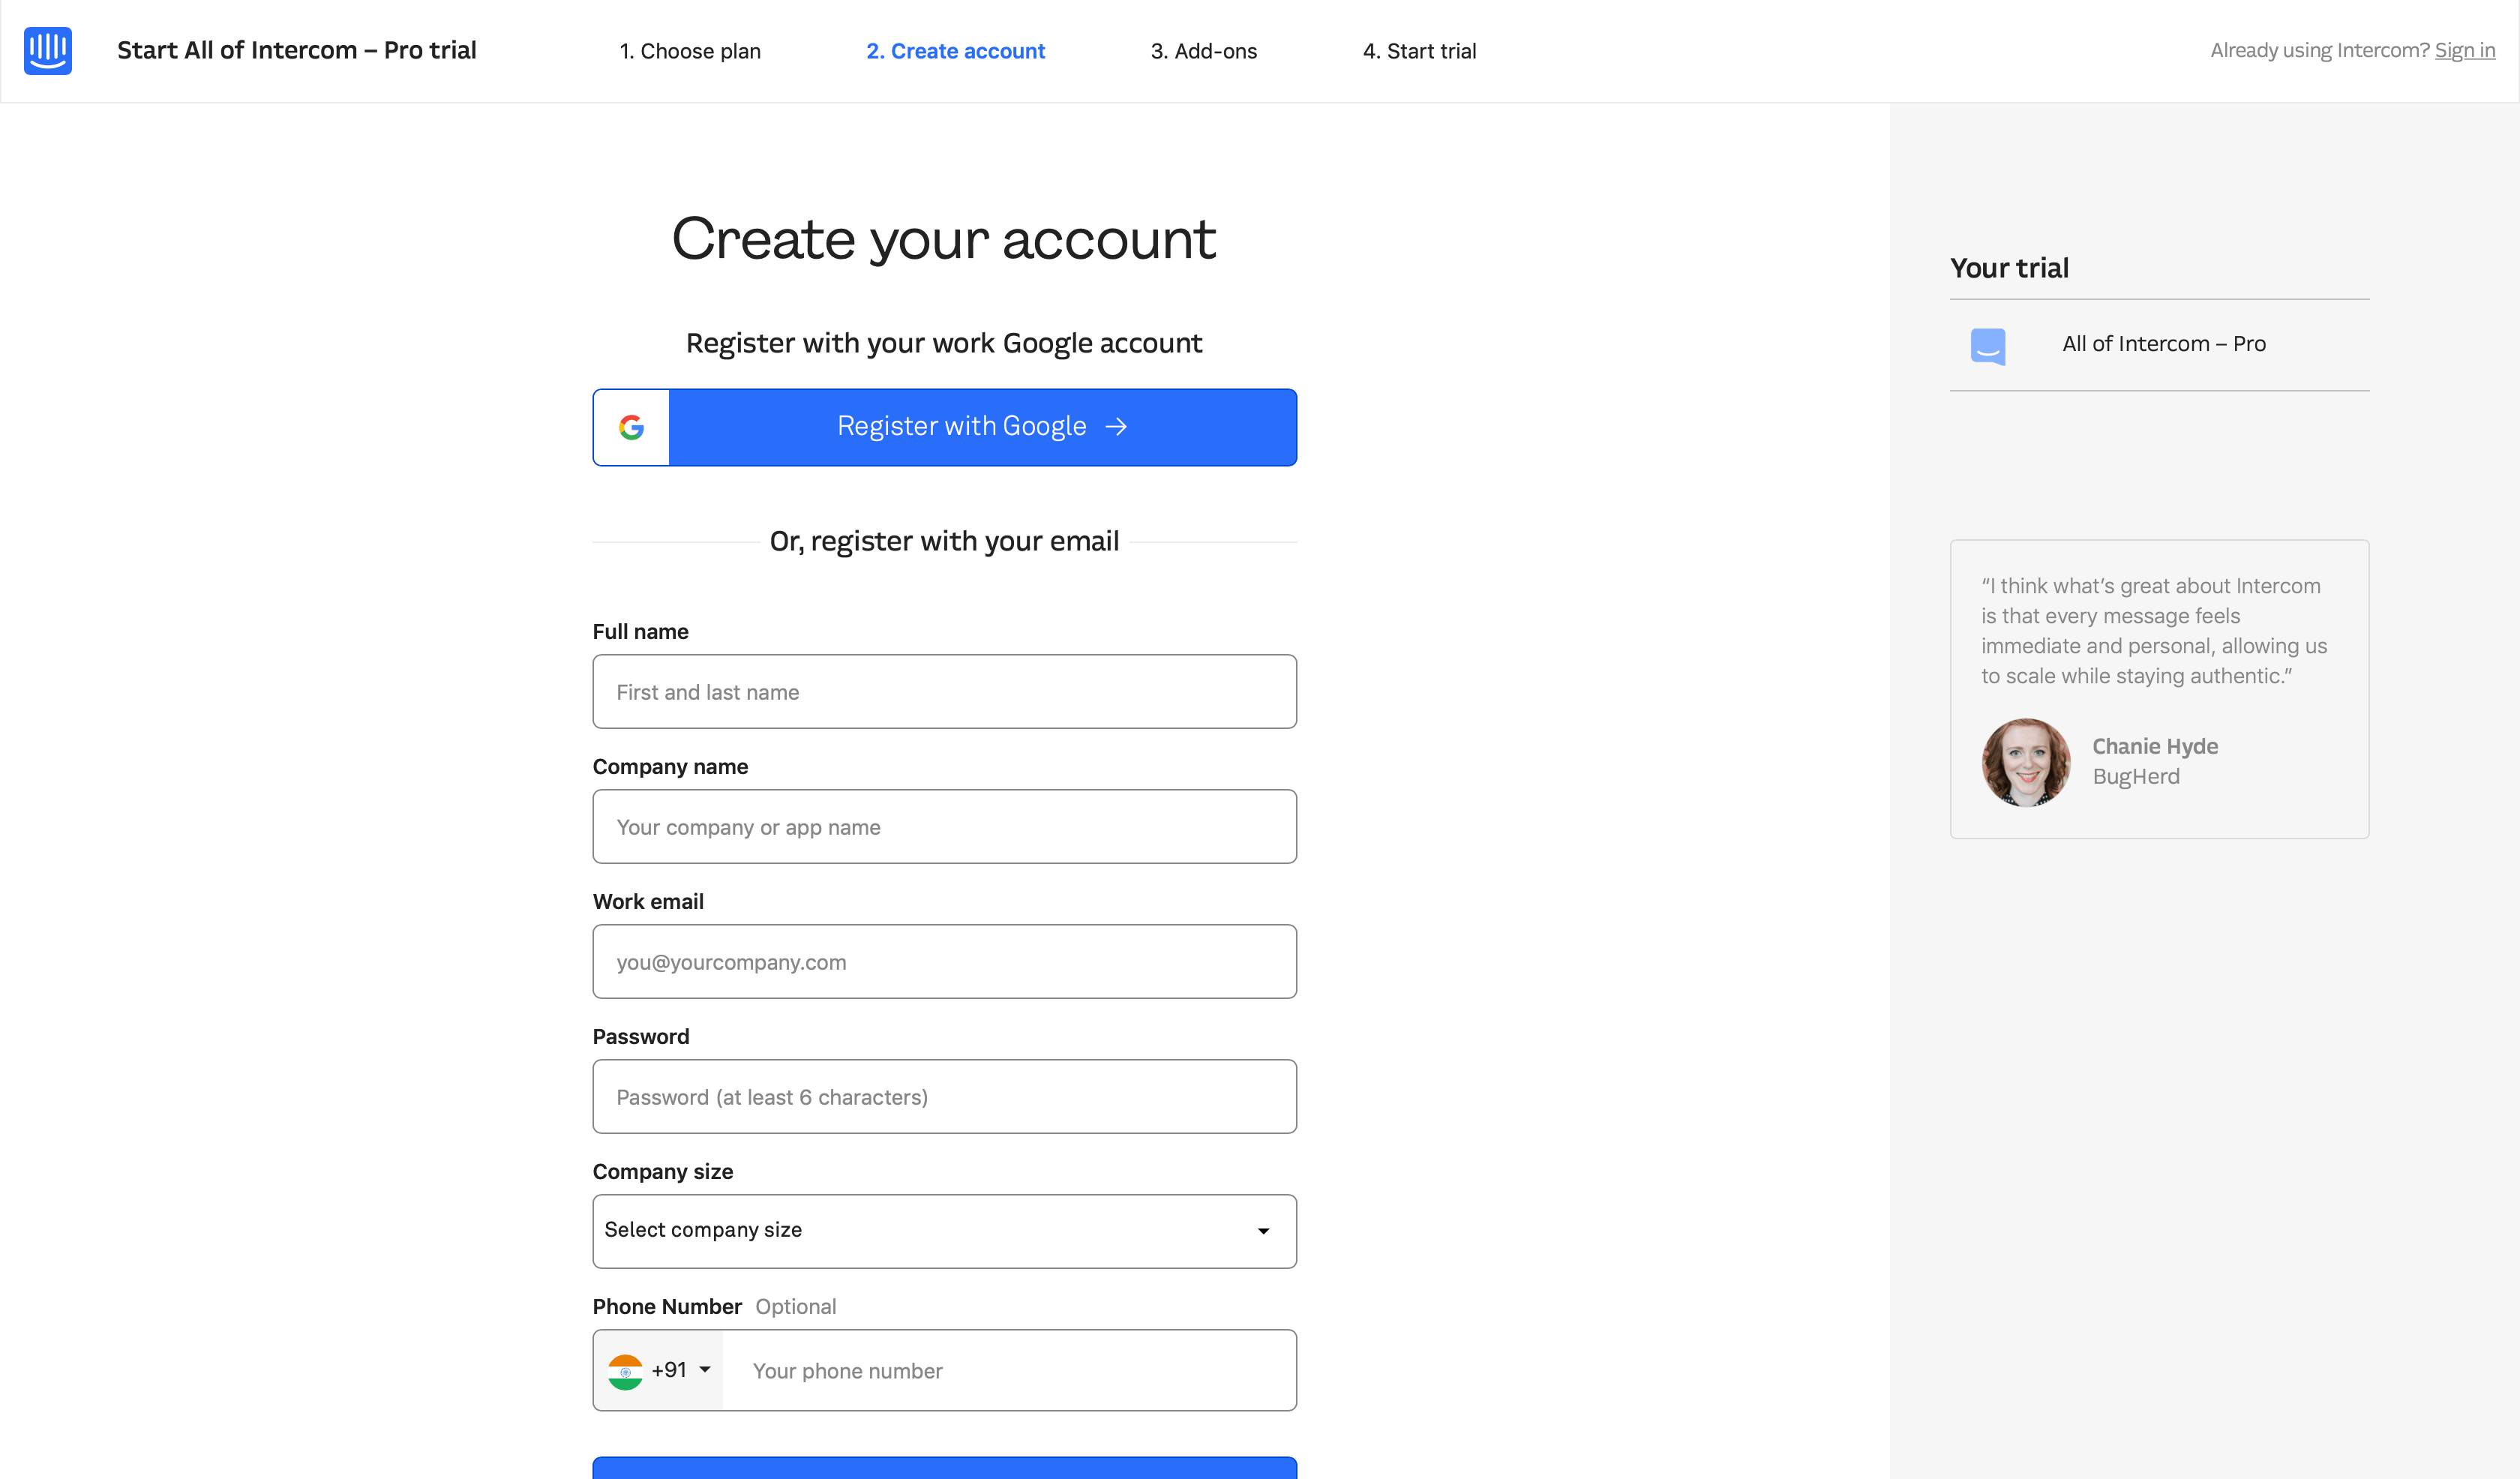 Start All of Intercom – Pro trial
1. Choose plan
2. Create account
3. Add-ons
4. Start trial
Already using Intercom? Sign in
Create your account
Register with your work Google account
Register with Google →
Or, register with your email
Full name
First and last name
Company name
Your company or app name
Work email
you@yourcompany.com
Password
Password (at least 6 characters)
Company size
Select company size
Phone Number Optional
+91 Your phone number
Your trial
All of Intercom – Pro
“I think what’s great about Intercom
is that every message feels
immediate and personal, allowing us
to scale while staying authentic.”
Chanie Hyde
BugHerd